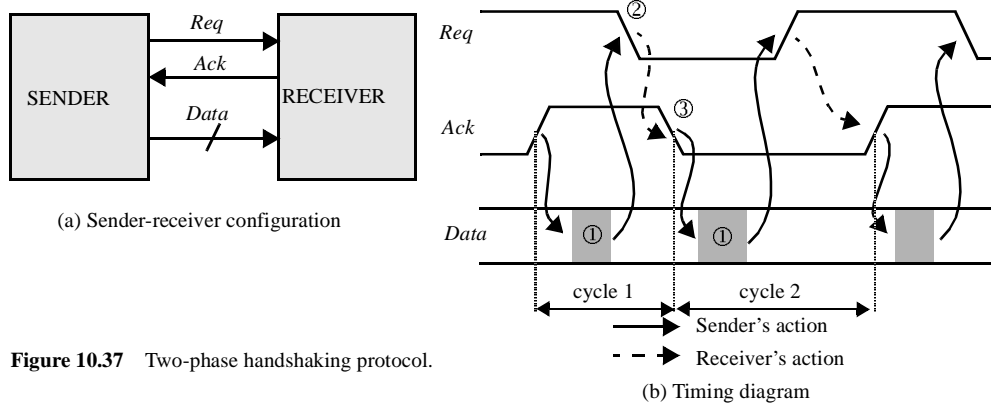 Req
Ack
SENDER
RECEIVER
Data
(a) Sender-receiver configuration
Req
②
Ack
③
Data
①
①
cycle 1
cycle 2
Sender's action
Receiver's action
(b) Timing diagram
Figure 10.37 Two-phase handshaking protocol.